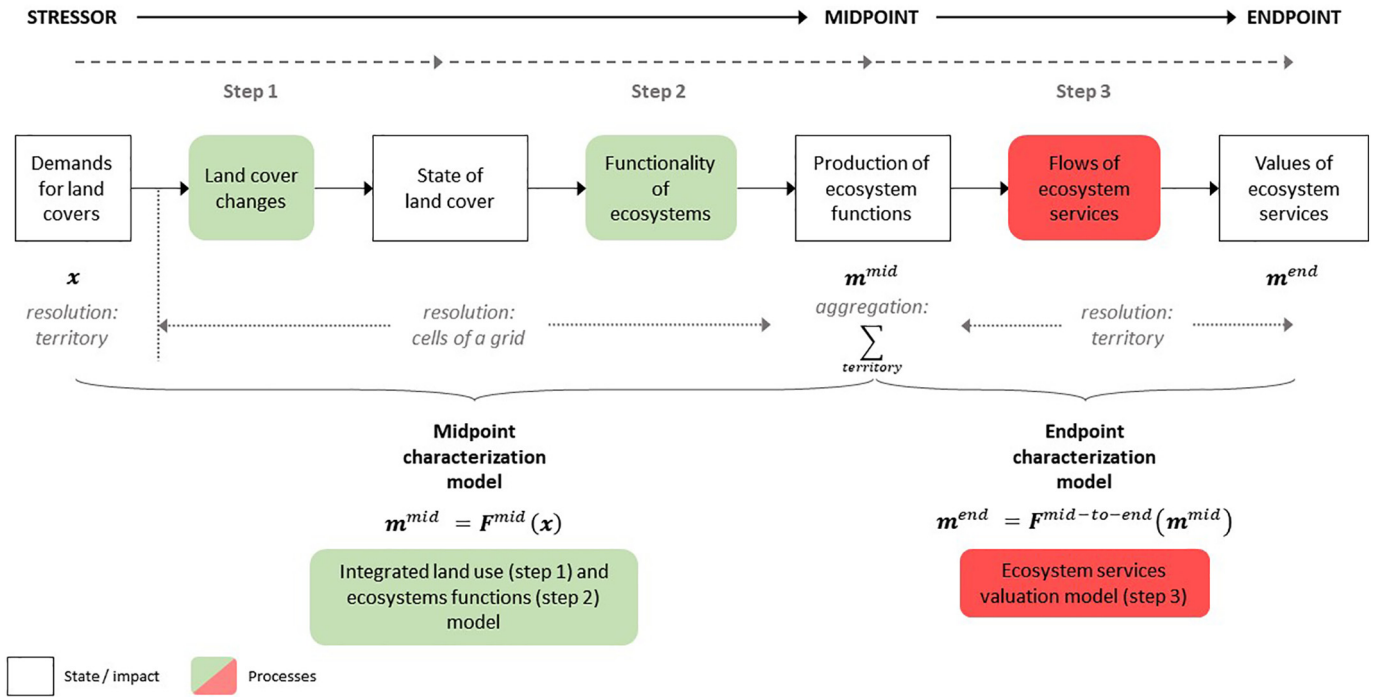 STRESSOR
MIDPOINT
ENDPOINT
Step 1
Step 2
Step 3
Demands
for land
covers
Land cover
changes
State of
land cover
Functionality
of
ecosystems
Production of
ecosystem
functions
Flows of
ecosystem
services
Values of
ecosystem
services
x
m^mid
m^end
resolution:
territory
resolution:
cells of a grid
aggregation:
∑
territory
resolution:
territory
Midpoint
characterization
model
m^mid = F^mid (x)
Integrated land use (step 1) and
ecosystems functions (step 2)
model
Endpoint
characterization
model
m^end = F^mid-to-end (m^mid)
Ecosystem services
valuation model (step 3)
State / impact
Processes